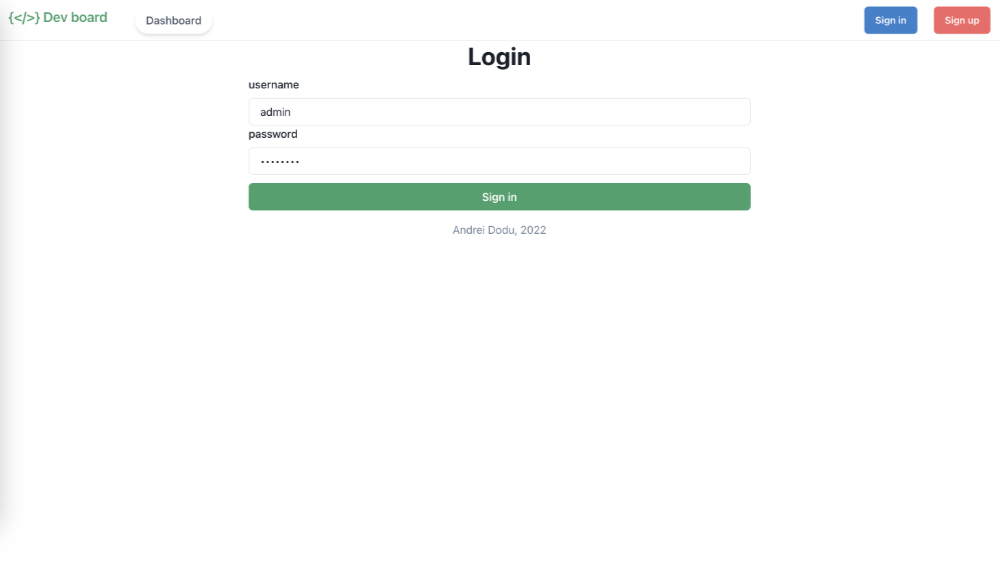 {</>} Dev board
Dashboard
Sign in
Sign up
Login
username
admin
password
••••••••
Sign in
Andrei Dodu, 2022